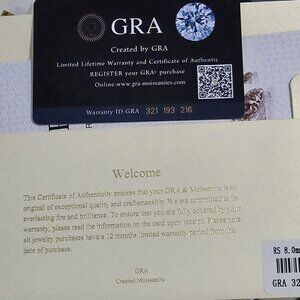 GRA
Created by GRA
Limited Lifetime Warranty and Certificate of Authentic
REGISTER your GRA® purchase
Online:www.gra-moissanites.com
Warranty ID GRA 321 193 216
Welcome
This Certificate of Authenticity ensures that your GRA & Moissanite is an
original of exceptional quality and craftsmanship. We are committed to its
everlasting fire and brilliance. To ensure that you are fully covered by your
warranty, please read the information on the card upon receipt. Please note
all jewelry purchases have a 12 months limited warranty period from the
date of purchase.
GRA
Created Moissanite
RS 8.0mm
GRA 32